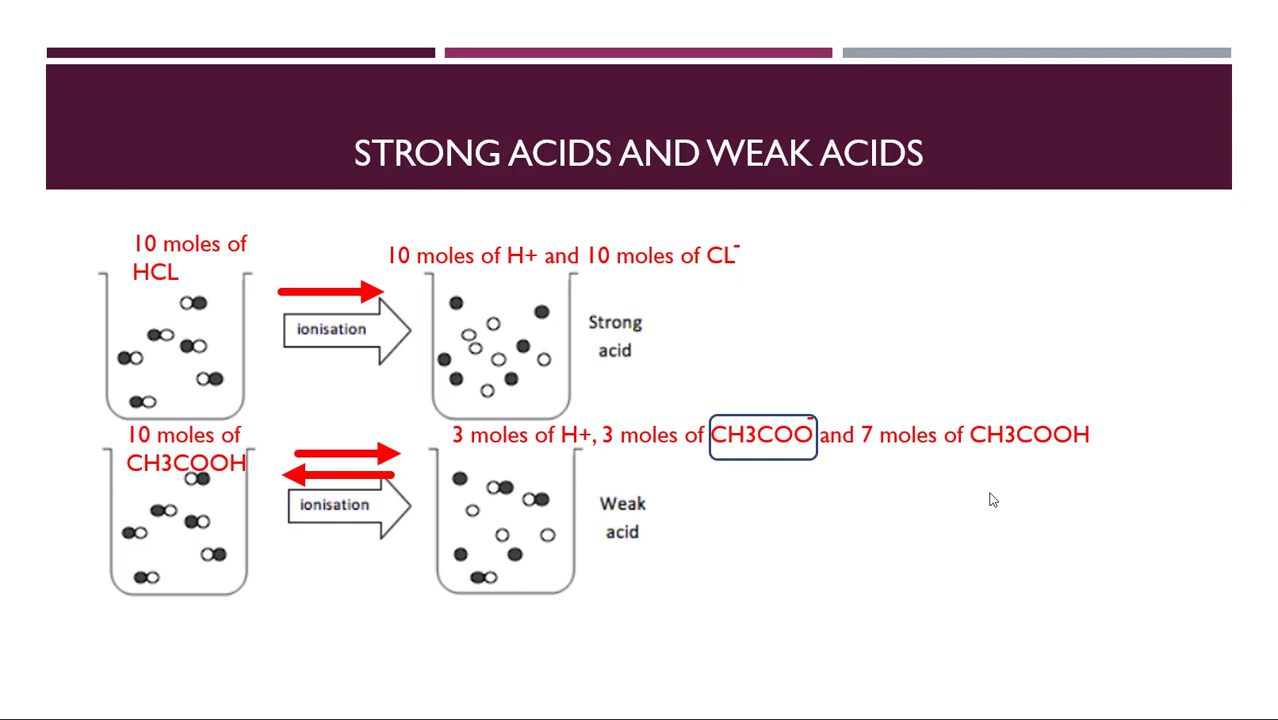 STRONG ACIDS AND WEAK ACIDS
10 moles of
HCL
10 moles of H+ and 10 moles of CL-
ionisation
Strong
acid
10 moles of
CH3COOH
3 moles of H+, 3 moles of CH3COO- and 7 moles of CH3COOH
ionisation
Weak
acid